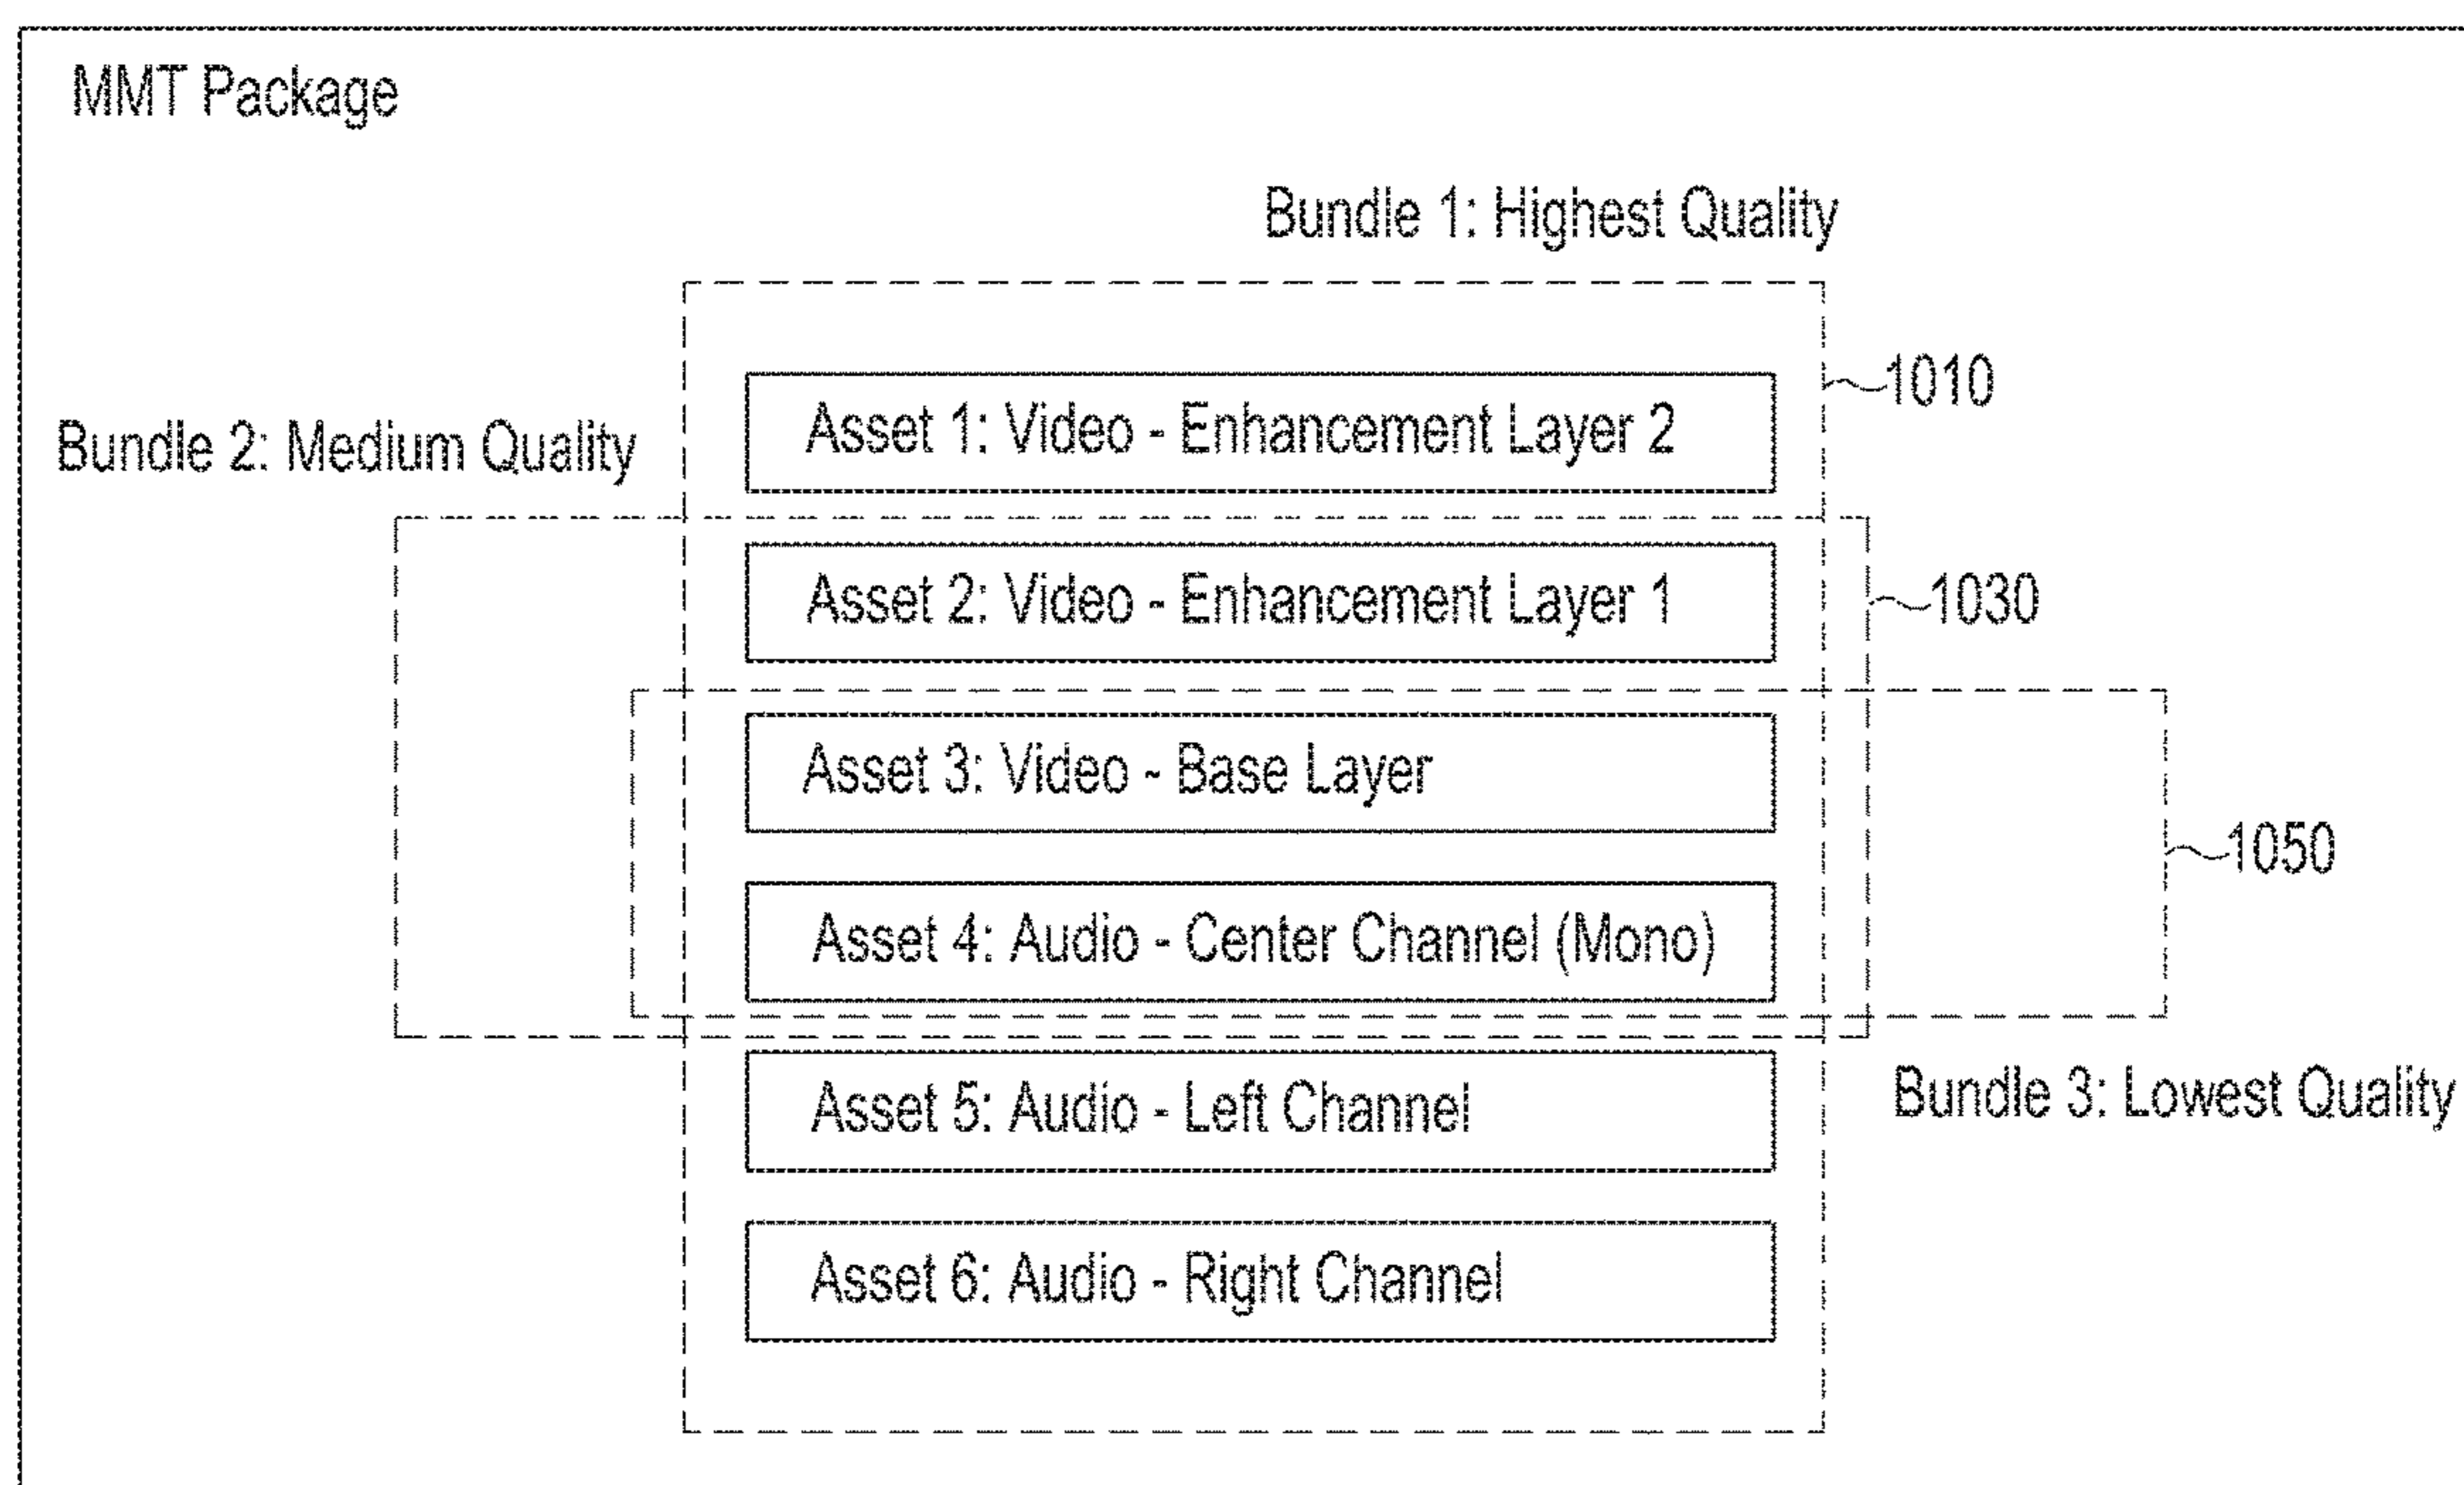 MMT Package
Bundle 1: Highest Quality
1010
Asset 1: Video - Enhancement Layer 2
Bundle 2: Medium Quality
Asset 2: Video - Enhancement Layer 1
1030
Asset 3: Video - Base Layer
1050
Asset 4: Audio - Center Channel (Mono)
Asset 5: Audio - Left Channel
Bundle 3: Lowest Quality
Asset 6: Audio - Right Channel